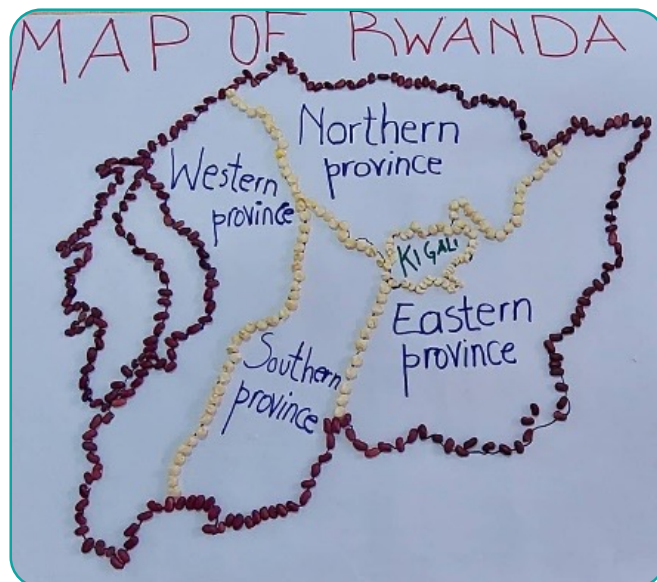 MAP OF RWANDA
Northern
province
Western
province
KIGALI
Eastern
province
Southern
province